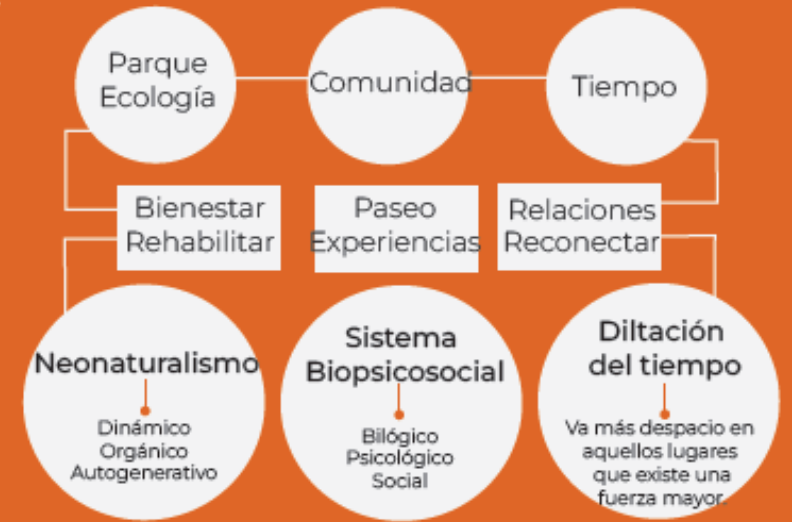 Parque
Ecología
Comunidad
Tiempo
Bienestar
Rehabilitar
Paseo
Experiencias
Relaciones
Reconectar
Neonaturalismo
Dinámico
Orgánico
Autogenerativo
Sistema
Biopsicosocial
Bilógico
Psicológico
Social
Diltación
del tiempo
Va más despacio en
aquellos lugares
que existe una
fuerza mayor.